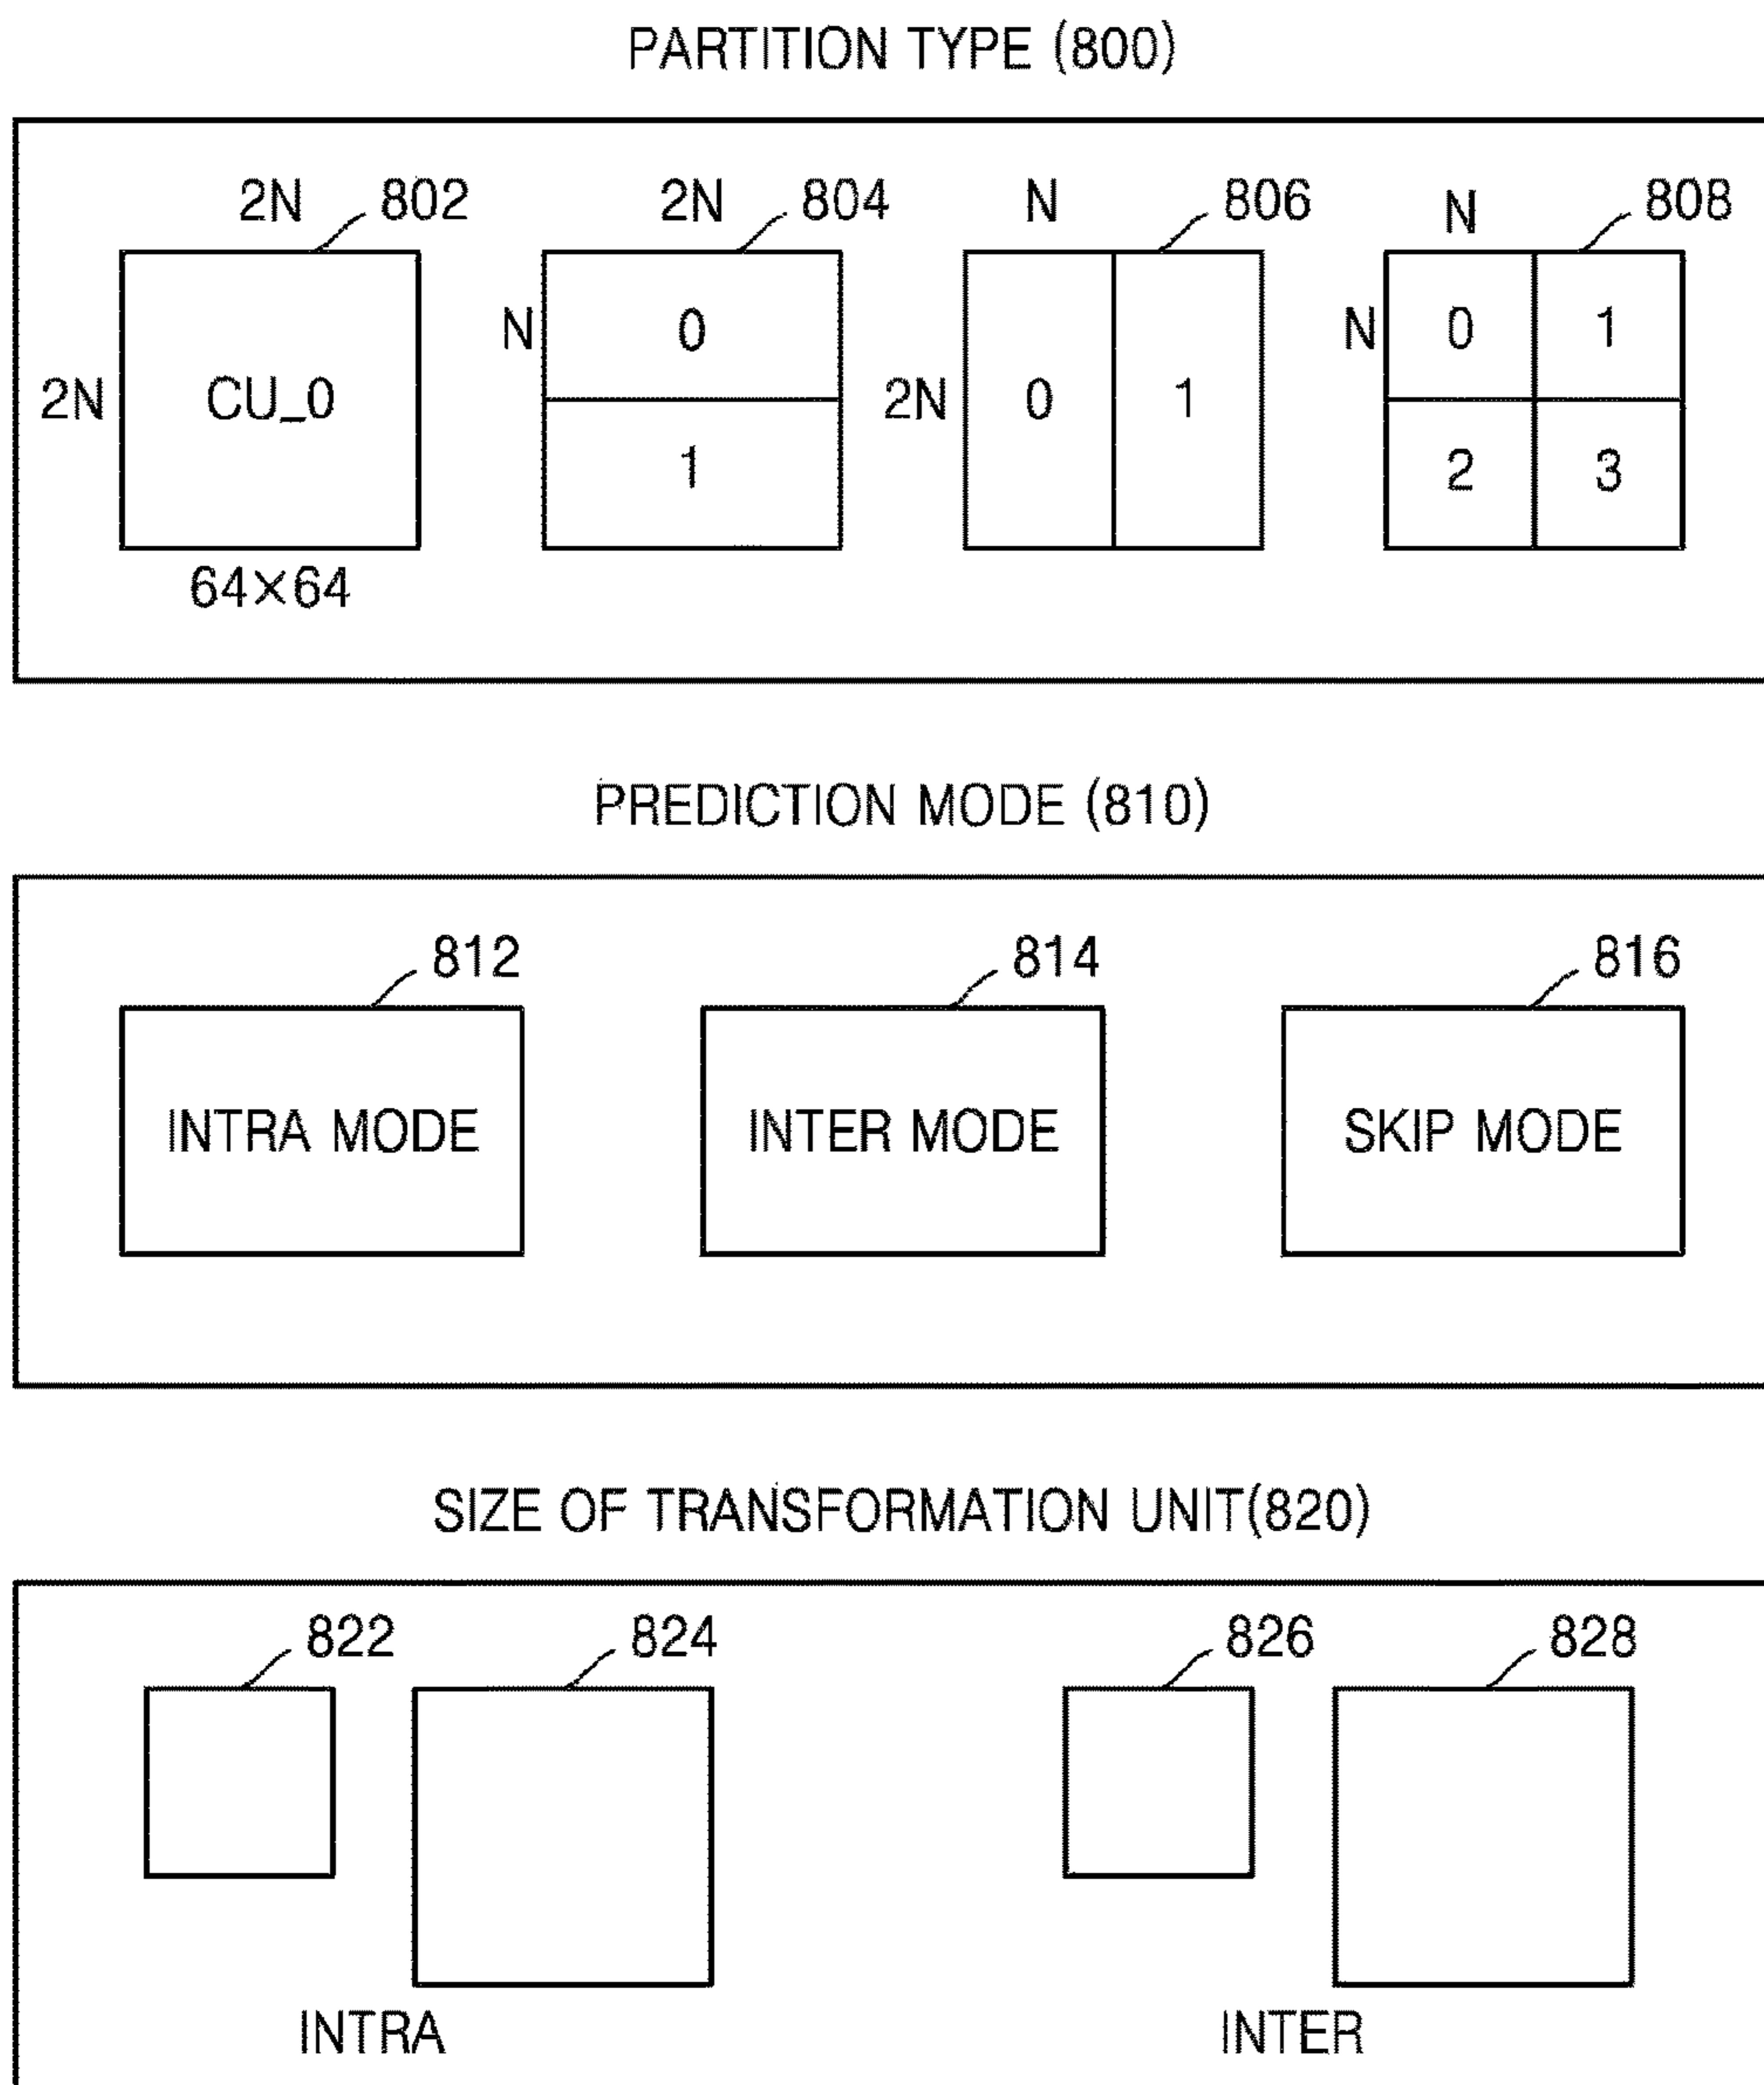 PARTITION TYPE (800)
2N 802 2N 804 N 806 N 808
N 0 N 0 1
2N CU_0 2N 0 1
1 2 3
64×64
PREDICTION MODE (810)
812 814 816
INTRA MODE INTER MODE SKIP MODE
SIZE OF TRANSFORMATION UNIT(820)
822 824 826 828
INTRA INTER